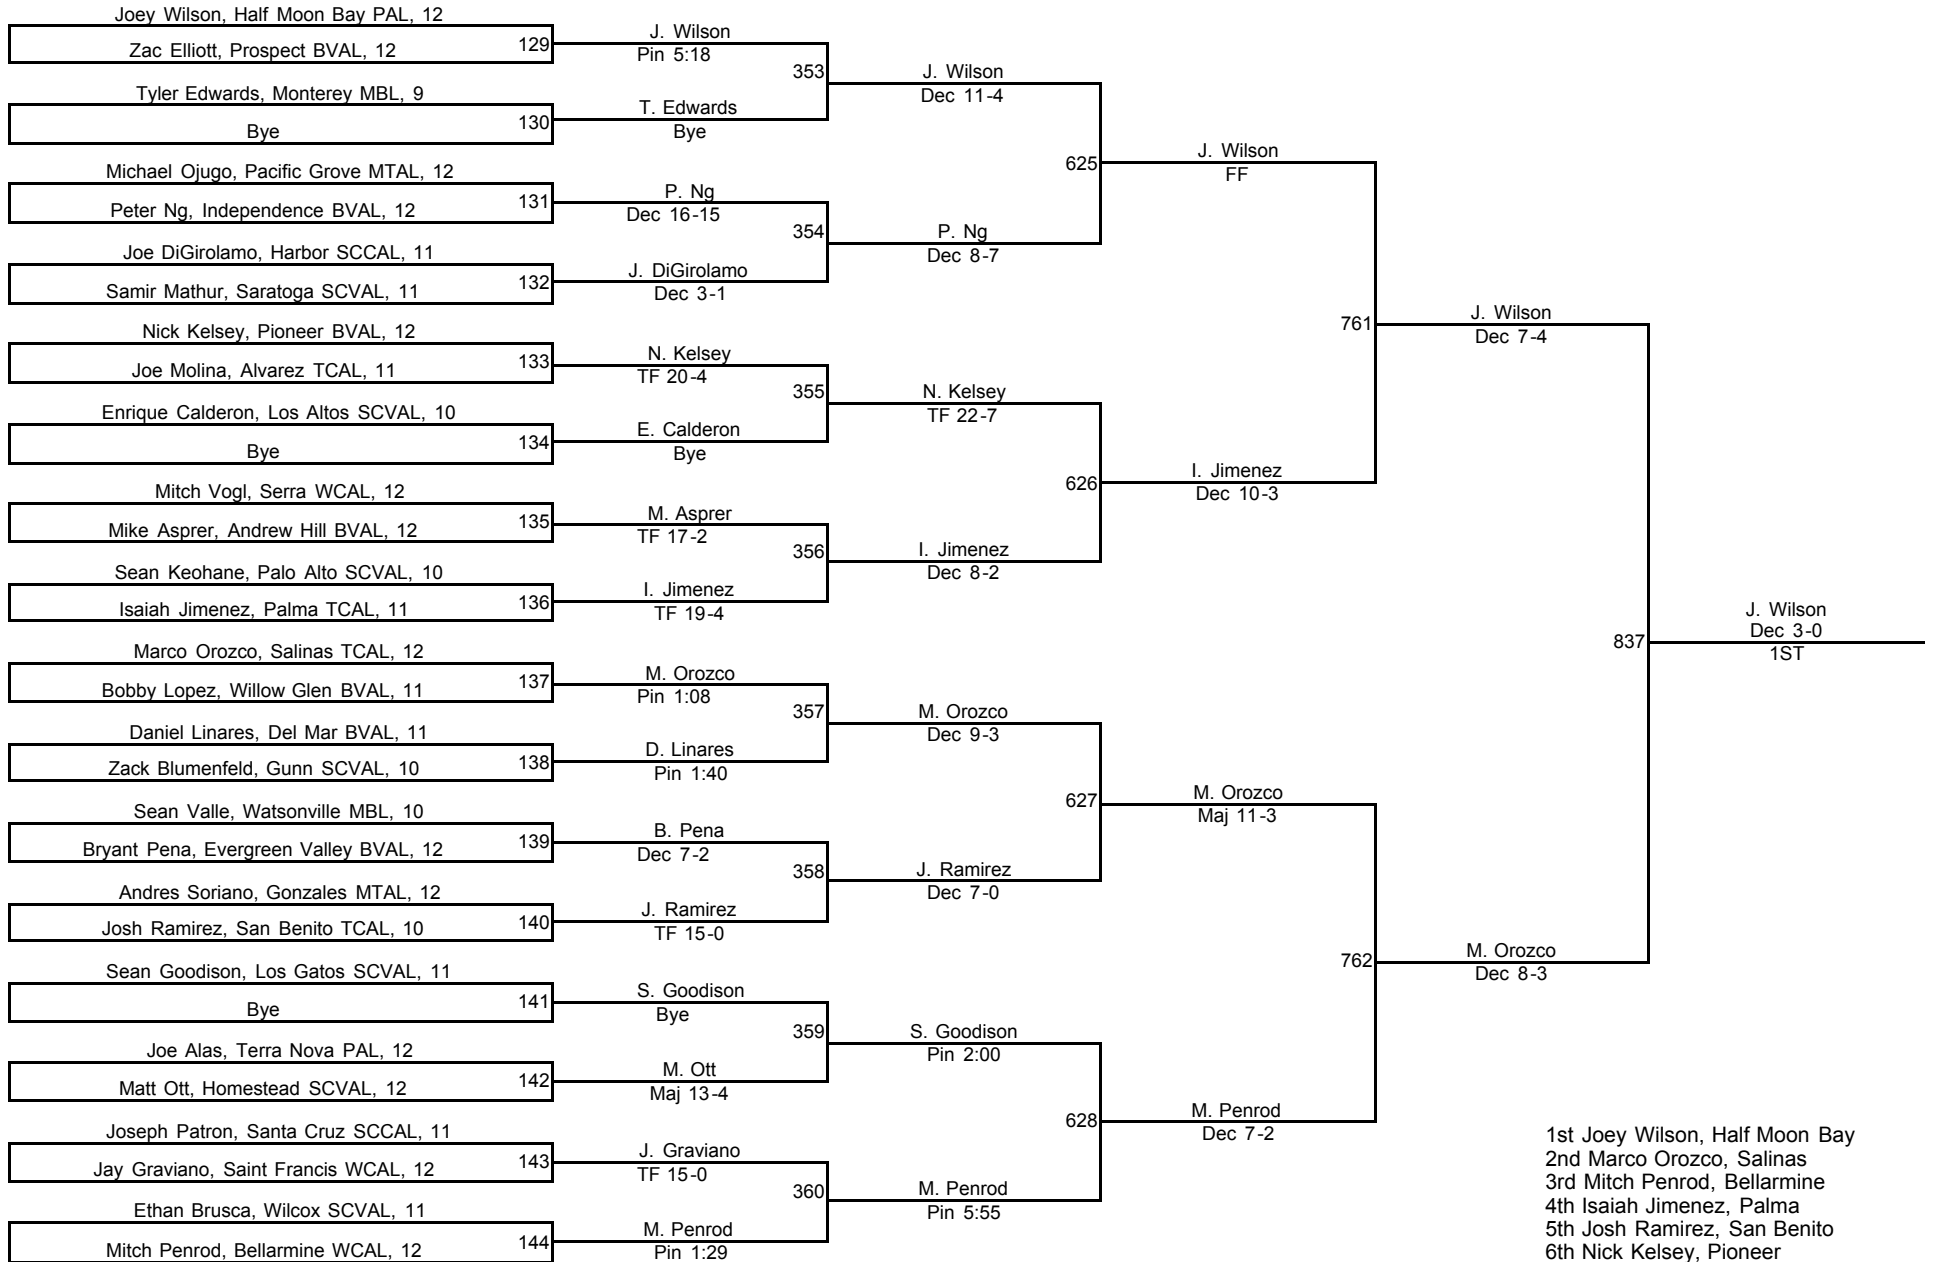 Joey Wilson, Half Moon Bay PAL, 12
129
Zac Elliott, Prospect BVAL, 12
Tyler Edwards, Monterey MBL, 9
130
Bye
Michael Ojugo, Pacific Grove MTAL, 12
131
Peter Ng, Independence BVAL, 12
Joe DiGirolamo, Harbor SCCAL, 11
132
Samir Mathur, Saratoga SCVAL, 11
Nick Kelsey, Pioneer BVAL, 12
133
Joe Molina, Alvarez TCAL, 11
Enrique Calderon, Los Altos SCVAL, 10
134
Bye
Mitch Vogl, Serra WCAL, 12
135
Mike Asprer, Andrew Hill BVAL, 12
Sean Keohane, Palo Alto SCVAL, 10
136
Isaiah Jimenez, Palma TCAL, 11
Marco Orozco, Salinas TCAL, 12
137
Bobby Lopez, Willow Glen BVAL, 11
Daniel Linares, Del Mar BVAL, 11
138
Zack Blumenfeld, Gunn SCVAL, 10
Sean Valle, Watsonville MBL, 10
139
Bryant Pena, Evergreen Valley BVAL, 12
Andres Soriano, Gonzales MTAL, 12
140
Josh Ramirez, San Benito TCAL, 10
Sean Goodison, Los Gatos SCVAL, 11
141
Bye
Joe Alas, Terra Nova PAL, 12
142
Matt Ott, Homestead SCVAL, 12
Joseph Patron, Santa Cruz SCCAL, 11
143
Jay Graviano, Saint Francis WCAL, 12
Ethan Brusca, Wilcox SCVAL, 11
144
Mitch Penrod, Bellarmine WCAL, 12
J. Wilson
Pin 5:18
353
T. Edwards
Bye
P. Ng
Dec 16-15
354
J. DiGirolamo
Dec 3-1
N. Kelsey
TF 20-4
355
E. Calderon
Bye
M. Asprer
TF 17-2
356
I. Jimenez
TF 19-4
M. Orozco
Pin 1:08
357
D. Linares
Pin 1:40
B. Pena
Dec 7-2
358
J. Ramirez
TF 15-0
S. Goodison
Bye
359
M. Ott
Maj 13-4
J. Graviano
TF 15-0
360
M. Penrod
Pin 1:29
J. Wilson
Dec 11-4
625
P. Ng
Dec 8-7
N. Kelsey
TF 22-7
626
I. Jimenez
Dec 8-2
M. Orozco
Dec 9-3
627
J. Ramirez
Dec 7-0
S. Goodison
Pin 2:00
628
M. Penrod
Pin 5:55
J. Wilson
FF
761
I. Jimenez
Dec 10-3
M. Orozco
Maj 11-3
762
M. Penrod
Dec 7-2
J. Wilson
Dec 7-4
837
M. Orozco
Dec 8-3
J. Wilson
Dec 3-0
1ST
1st Joey Wilson, Half Moon Bay
2nd Marco Orozco, Salinas
3rd Mitch Penrod, Bellarmine
4th Isaiah Jimenez, Palma
5th Josh Ramirez, San Benito
6th Nick Kelsey, Pioneer